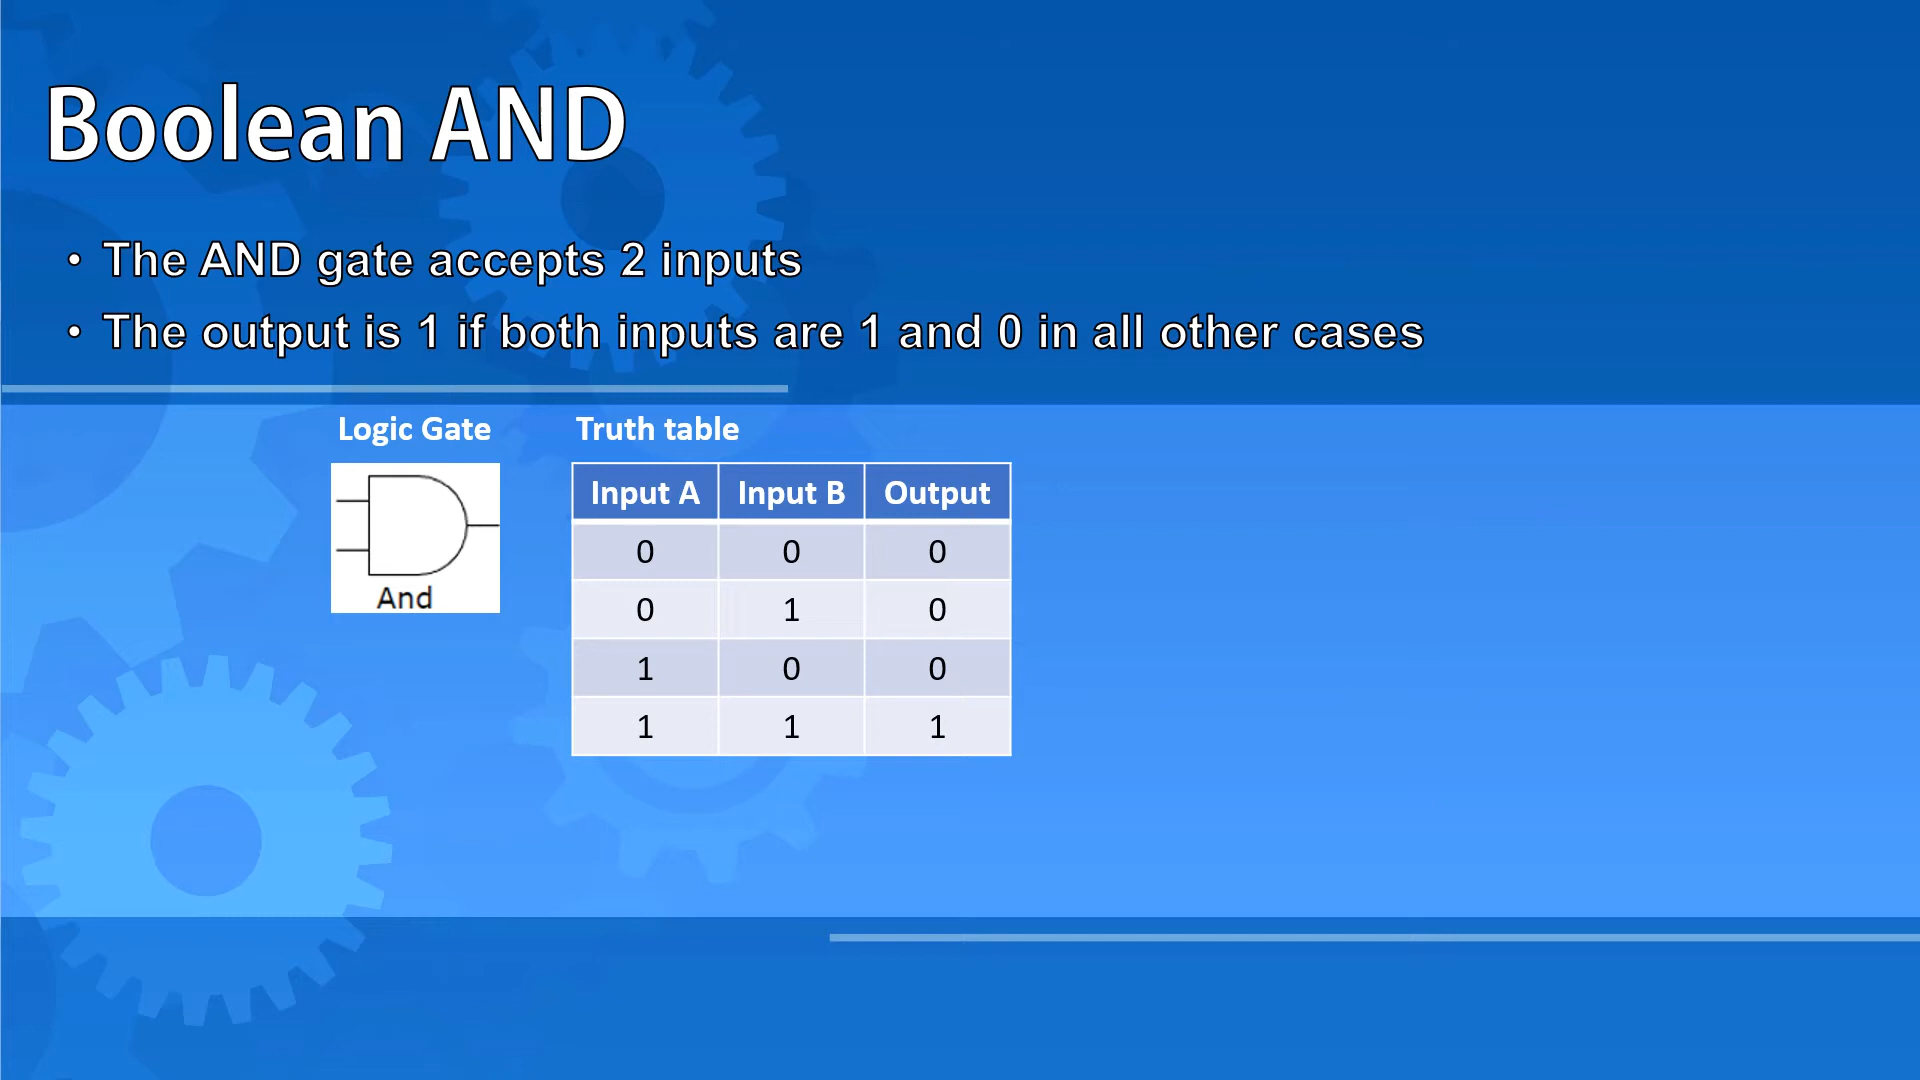 Boolean AND
• The AND gate accepts 2 inputs
• The output is 1 if both inputs are 1 and 0 in all other cases
Logic Gate
And
Truth table
Input A Input B Output
0 0 0
0 1 0
1 0 0
1 1 1